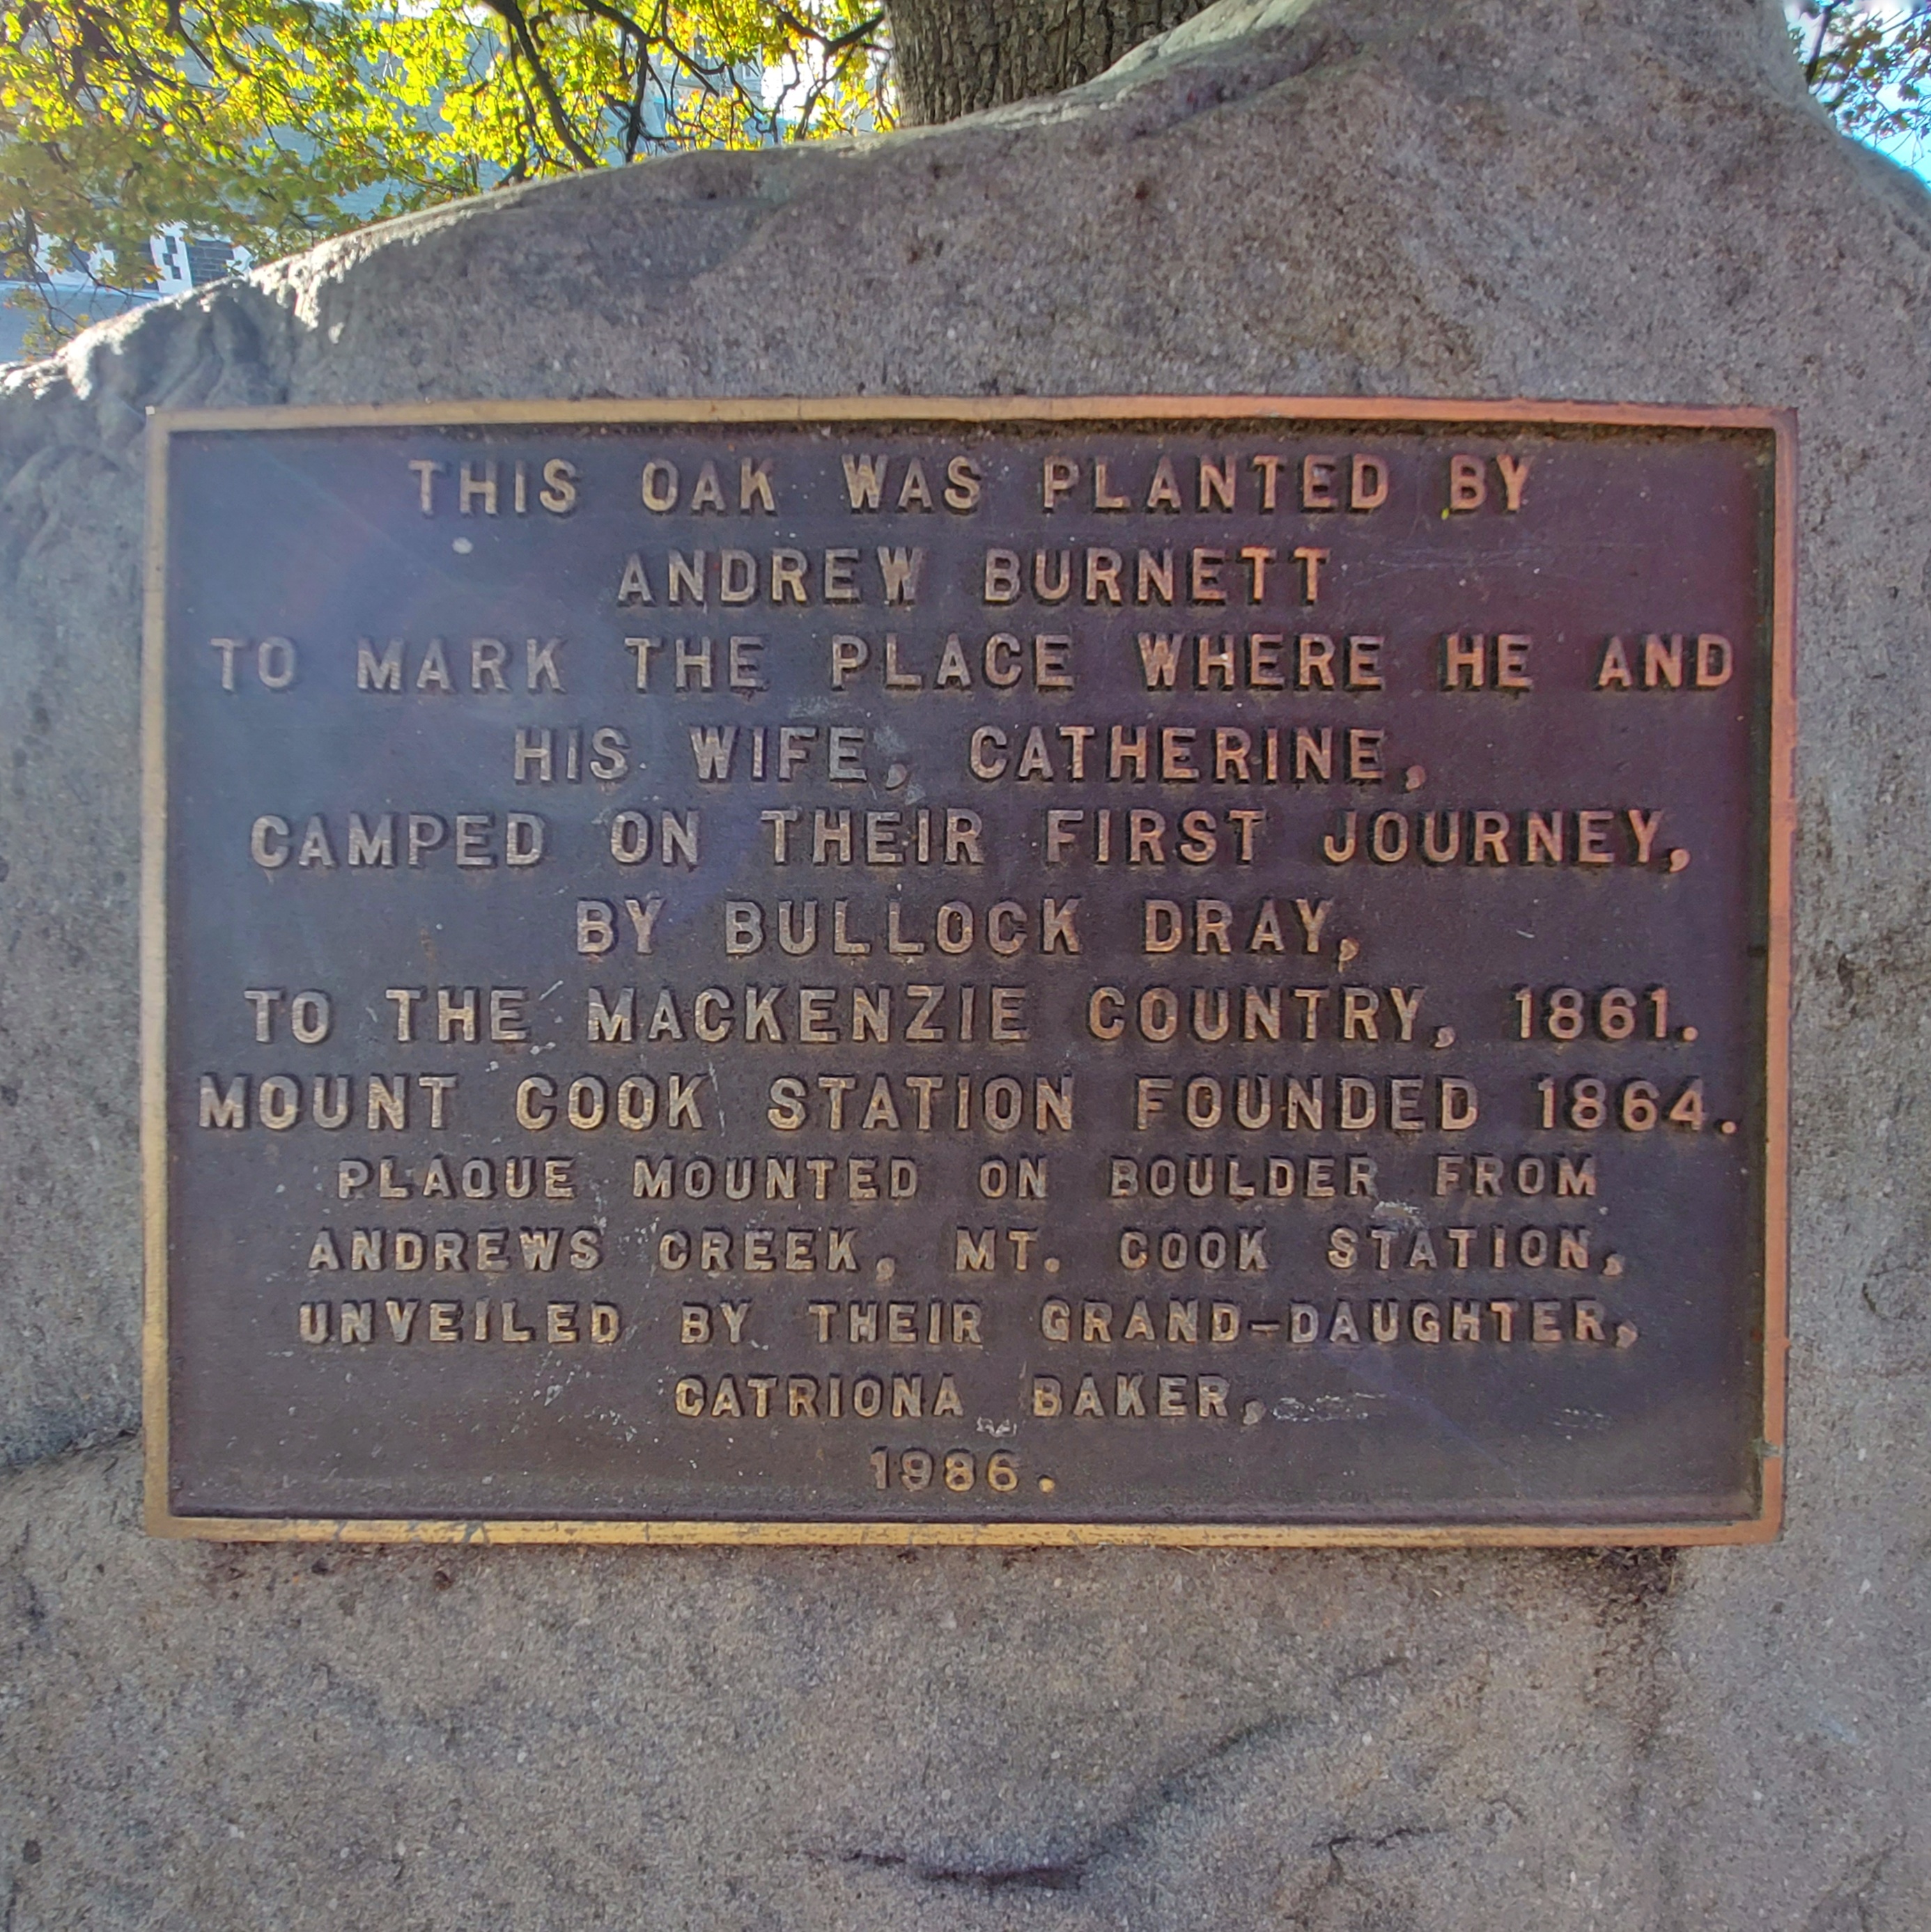 THIS OAK WAS PLANTED BY
ANDREW BURNETT
TO MARK THE PLACE WHERE HE AND
HIS WIFE, CATHERINE,
CAMPED ON THEIR FIRST JOURNEY,
BY BULLOCK DRAY,
TO THE MACKENZIE COUNTRY, 1861.
MOUNT COOK STATION FOUNDED 1864.
PLAQUE MOUNTED ON BOULDER FROM
ANDREWS CREEK, MT. COOK STATION,
UNVEILED BY THEIR GRAND-DAUGHTER,
CATRIONA BAKER,
1986.